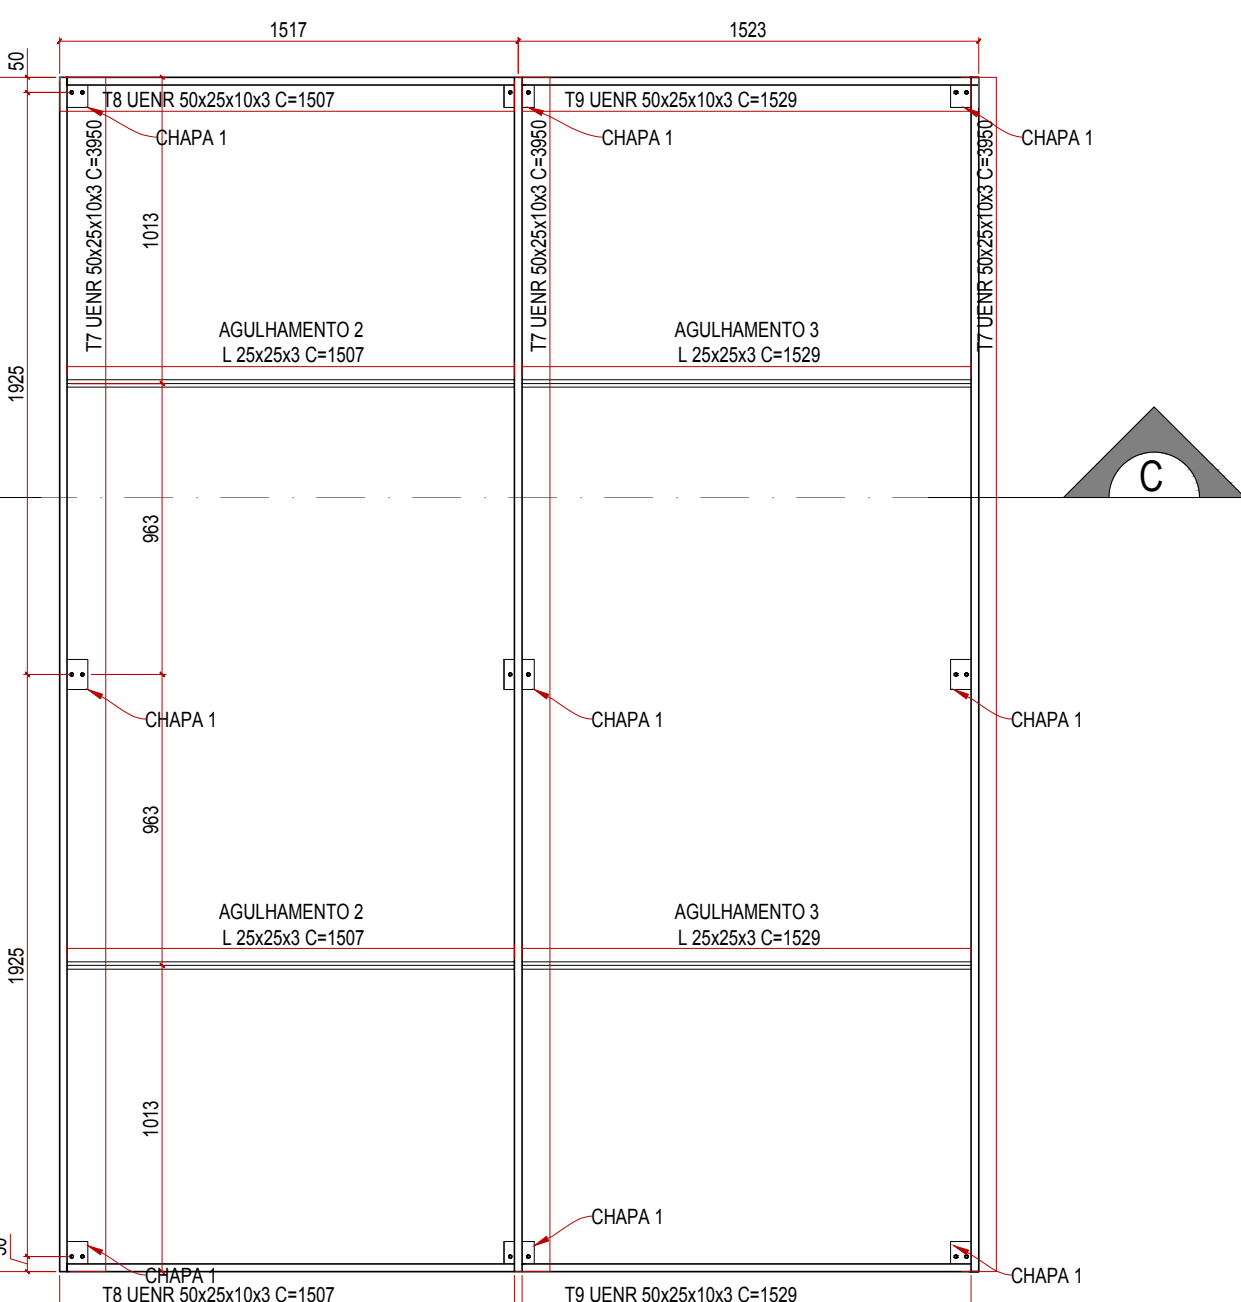 1517
1523
50
T8 UENR 50x25x10x3 C=1507
T9 UENR 50x25x10x3 C=1529
CHAPA 1
CHAPA 1
CHAPA 1
T7 UENR 50x25x10x3 C=3950
T7 UENR 50x25x10x3 C=3950
T7 UENR 50x25x10x3 C=3950
1013
AGULHAMENTO 2
L 25x25x3 C=1507
AGULHAMENTO 3
L 25x25x3 C=1529
1925
C
963
CHAPA 1
CHAPA 1
CHAPA 1
963
AGULHAMENTO 2
L 25x25x3 C=1507
AGULHAMENTO 3
L 25x25x3 C=1529
1925
1013
CHAPA 1
CHAPA 1
CHAPA 1
T8 UENR 50x25x10x3 C=1507
T9 UENR 50x25x10x3 C=1529